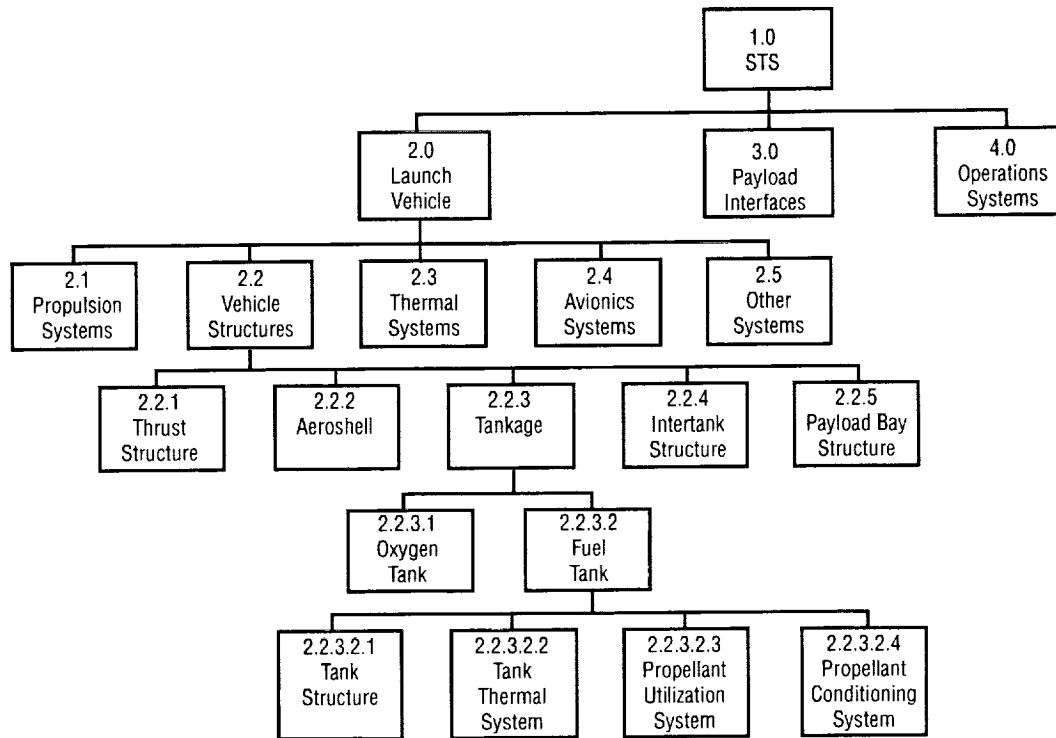 1.0
STS
2.0
Launch
Vehicle
3.0
Payload
Interfaces
4.0
Operations
Systems
2.1
Propulsion
Systems
2.2
Vehicle
Structures
2.3
Thermal
Systems
2.4
Avionics
Systems
2.5
Other
Systems
2.2.1
Thrust
Structure
2.2.2
Aeroshell
2.2.3
Tankage
2.2.4
Intertank
Structure
2.2.5
Payload Bay
Structure
2.2.3.1
Oxygen
Tank
2.2.3.2
Fuel
Tank
2.2.3.2.1
Tank
Structure
2.2.3.2.2
Tank
Thermal
System
2.2.3.2.3
Propellant
Utilization
System
2.2.3.2.4
Propellant
Conditioning
System